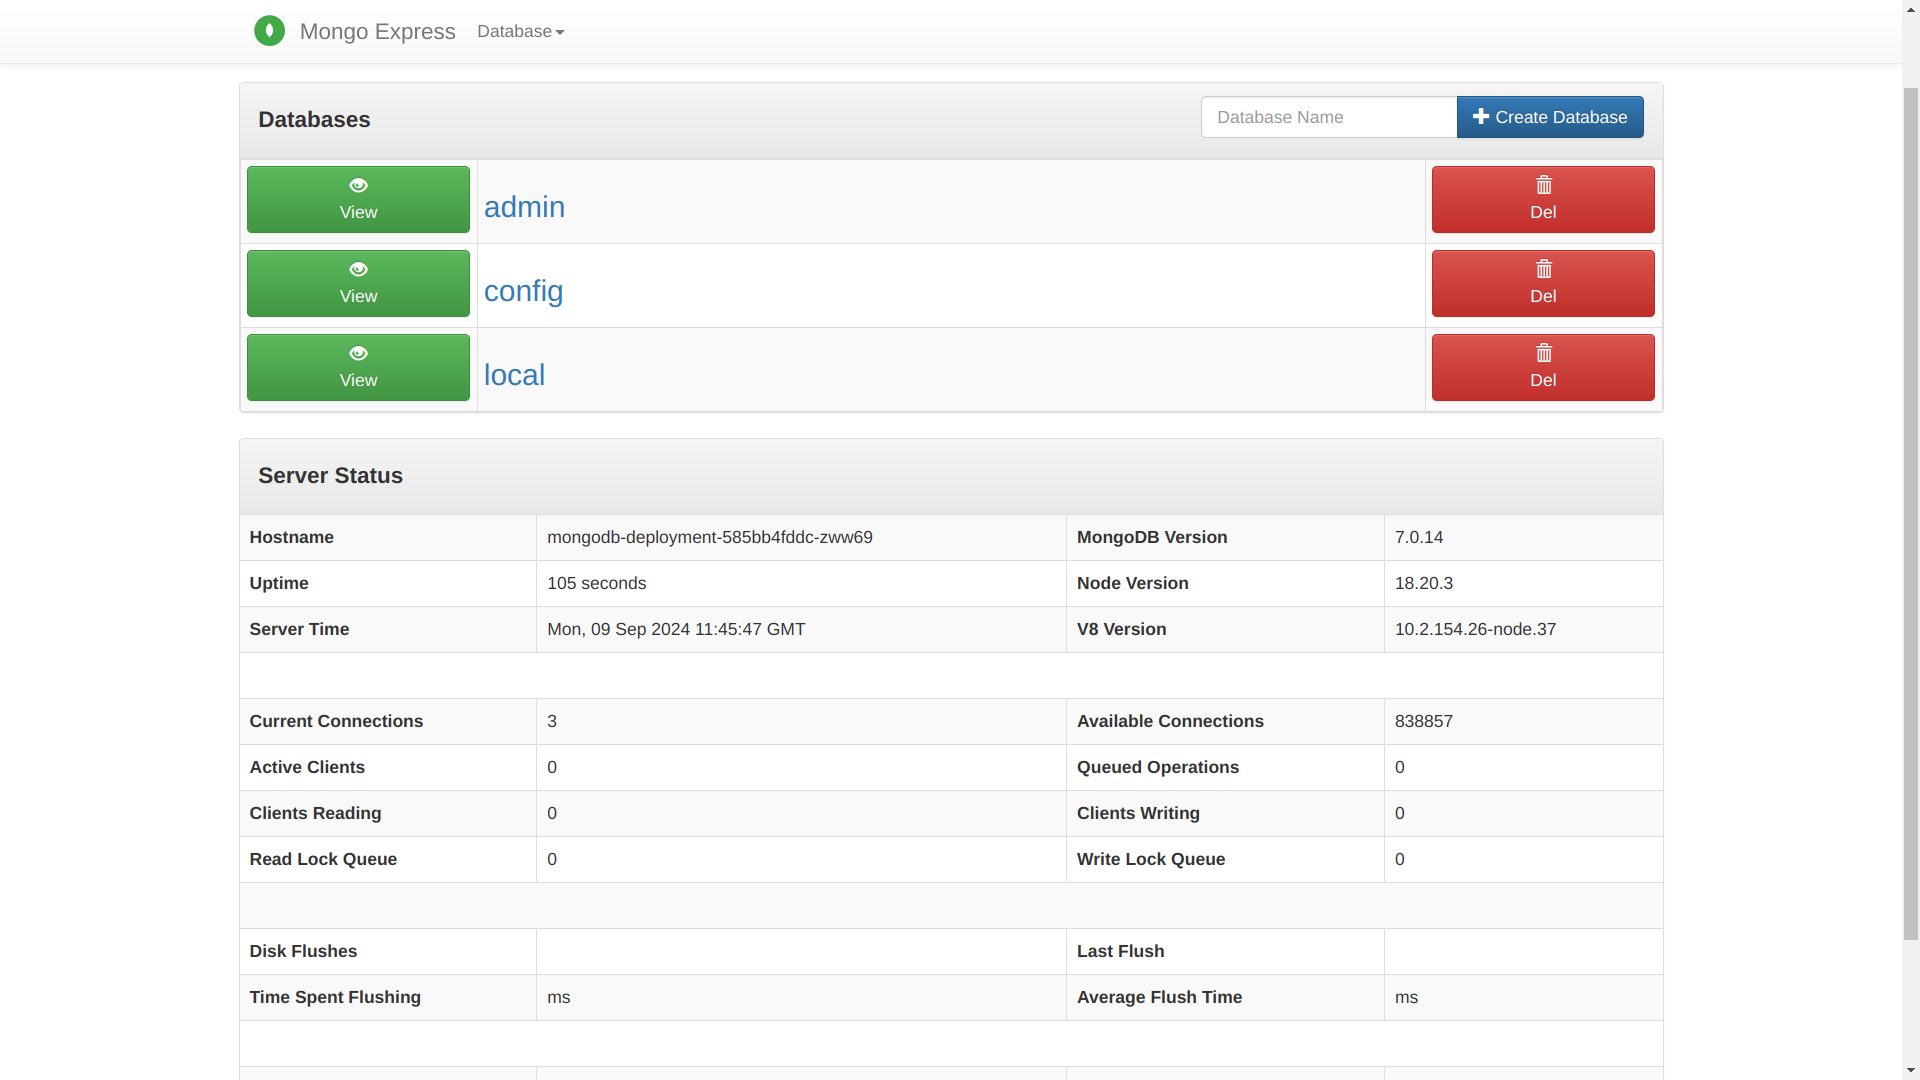 Mongo Express Database
Databases
Database Name
Create Database
View admin Del
View config Del
View local Del
Server Status
Hostname mongodb-deployment-585bb4fddc-zww69 MongoDB Version 7.0.14
Uptime 105 seconds Node Version 18.20.3
Server Time Mon, 09 Sep 2024 11:45:47 GMT V8 Version 10.2.154.26-node.37
Current Connections 3 Available Connections 838857
Active Clients 0 Queued Operations 0
Clients Reading 0 Clients Writing 0
Read Lock Queue 0 Write Lock Queue 0
Disk Flushes Last Flush
Time Spent Flushing ms Average Flush Time ms